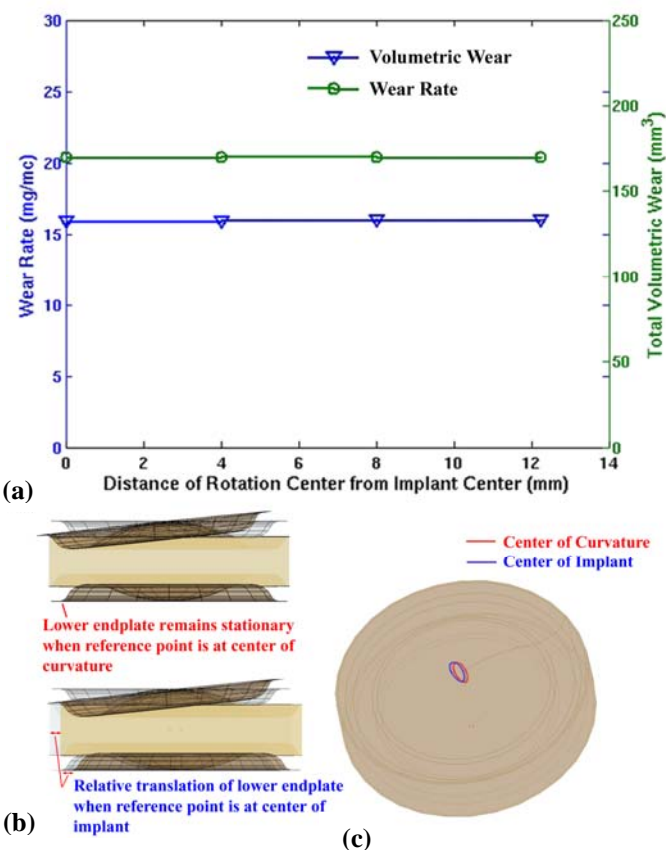 30
25
20
15
10
5
0
Wear Rate (mg/mc)
Volumetric Wear
Wear Rate
250
200
150
100
50
0
Total Volumetric Wear (mm³)
0 2 4 6 8 10 12 14
Distance of Rotation Center from Implant Center (mm)
(a)
Lower endplate remains stationary
when reference point is at center of
curvature
Relative translation of lower endplate
when reference point is at center of
implant
(b)
Center of Curvature
Center of Implant
(c)